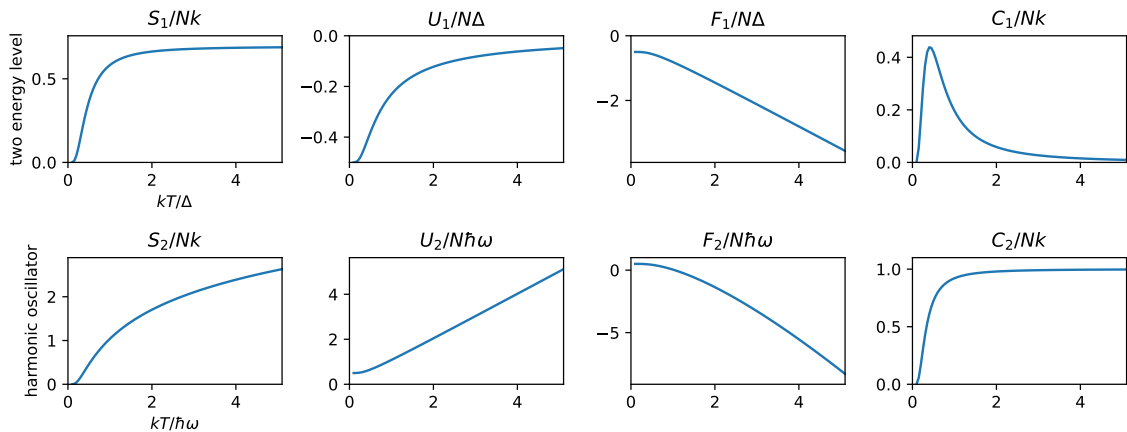 S₁/Nk
U₁/NΔ
F₁/NΔ
C₁/Nk
two energy level
0.5
0.0
0 2 4
kT/Δ
0.0
−0.2
−0.4
0 2 4
0
−2
0 2 4
0.4
0.2
0.0
0 2 4
S₂/Nk
U₂/Nħω
F₂/Nħω
C₂/Nk
harmonic oscillator
2
1
0
0 2 4
kT/ħω
4
2
0
0 2 4
0
−5
0 2 4
1.0
0.5
0.0
0 2 4